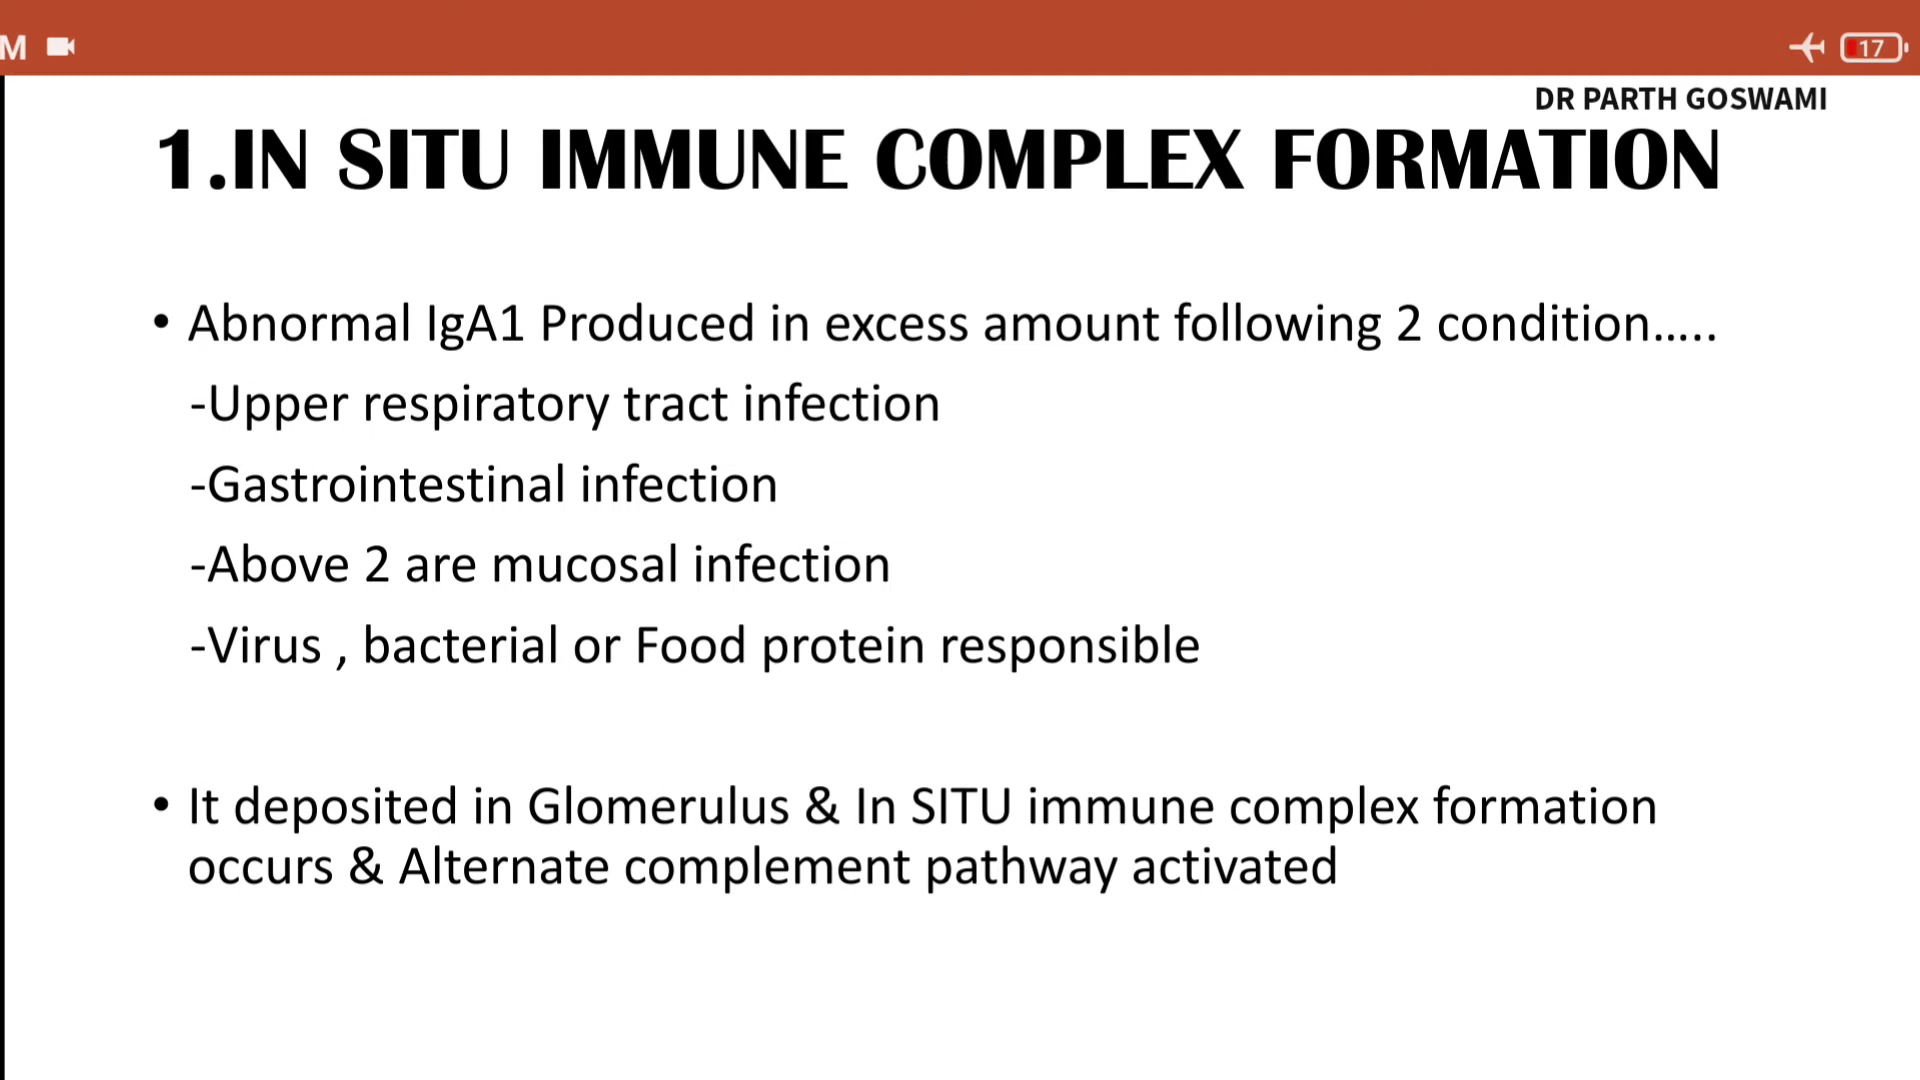 M
17
DR PARTH GOSWAMI
1.IN SITU IMMUNE COMPLEX FORMATION
• Abnormal IgA1 Produced in excess amount following 2 condition.....
-Upper respiratory tract infection
-Gastrointestinal infection
-Above 2 are mucosal infection
-Virus , bacterial or Food protein responsible
• It deposited in Glomerulus & In SITU immune complex formation
occurs & Alternate complement pathway activated